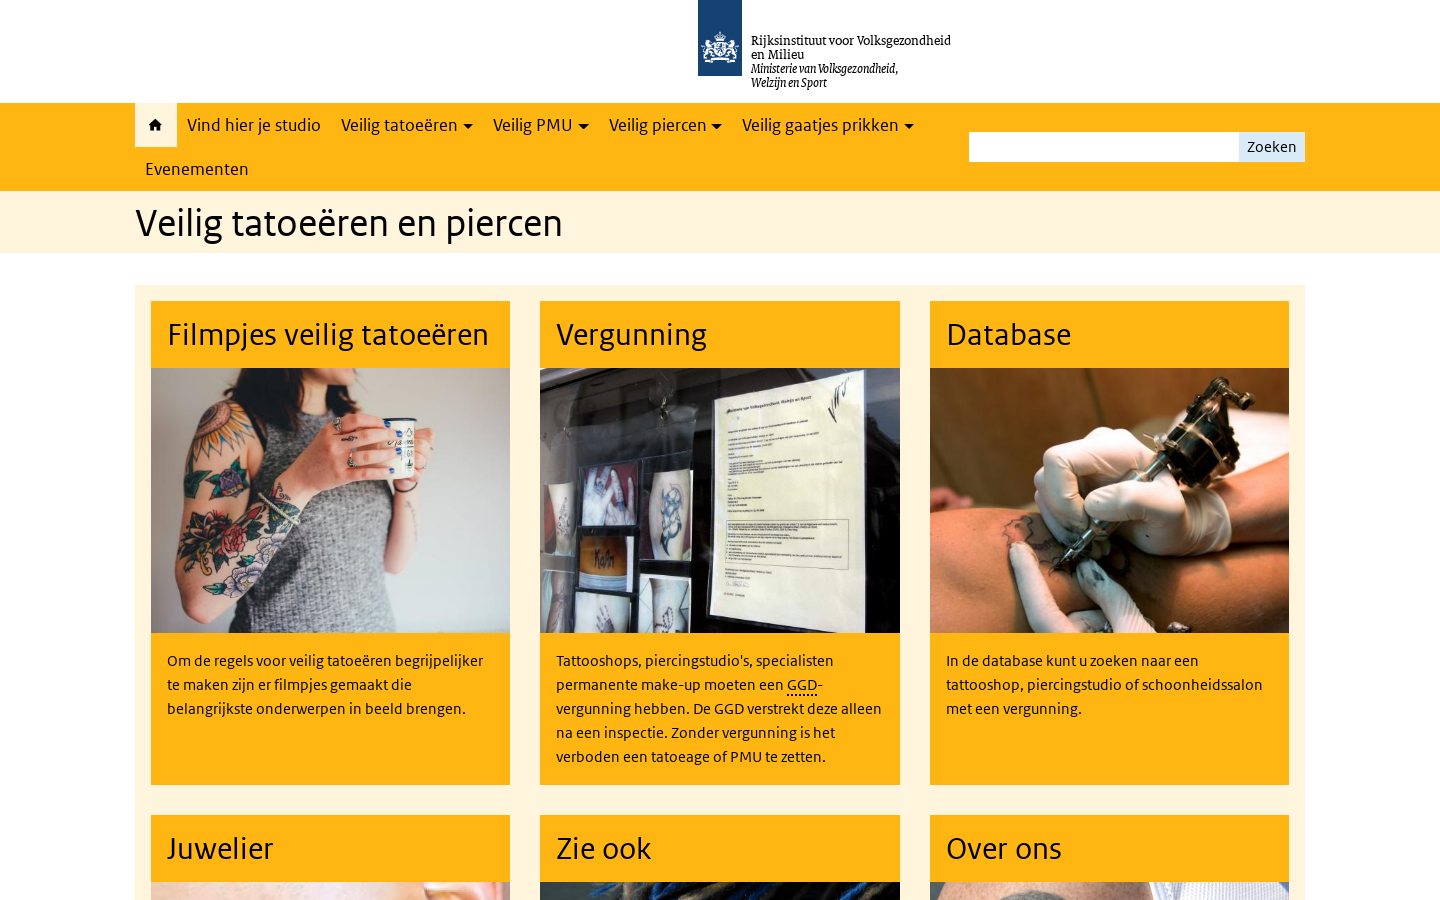 Rijksinstituut voor Volksgezondheid
en Milieu
Ministerie van Volksgezondheid,
Welzijn en Sport
Vind hier je studio
Veilig tatoeëren
Veilig PMU
Veilig piercen
Veilig gaatjes prikken
Evenementen
Zoeken
Veilig tatoeëren en piercen
Filmpjes veilig tatoeëren
Om de regels voor veilig tatoeëren begrijpelijker
te maken zijn er filmpjes gemaakt die
belangrijkste onderwerpen in beeld brengen.
Vergunning
Tattooshops, piercingstudio's, specialisten
permanente make-up moeten een GGD-
vergunning hebben. De GGD verstrekt deze alleen
na een inspectie. Zonder vergunning is het
verboden een tatoeage of PMU te zetten.
Database
In de database kunt u zoeken naar een
tattooshop, piercingstudio of schoonheidssalon
met een vergunning.
Juwelier
Zie ook
Over ons